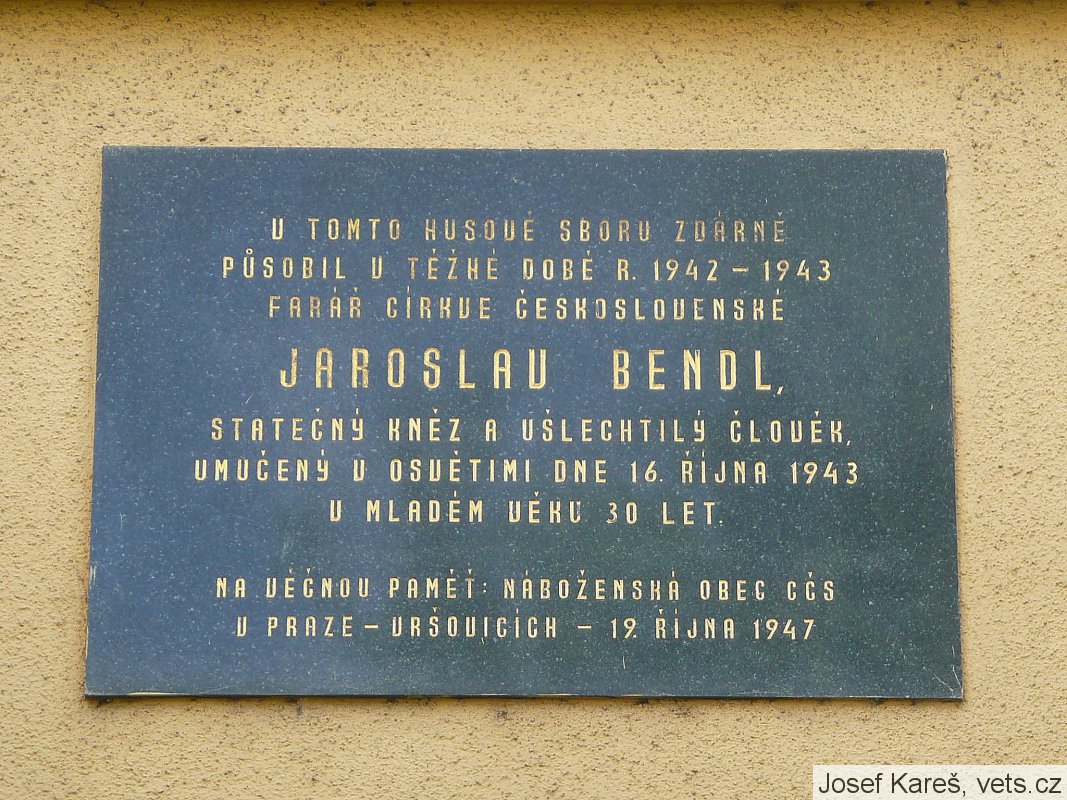 V TOMTO HUSOVĚ SBORU ZDÁRNĚ
PŮSOBIL V TĚŽKÉ DOBĚ R. 1942 – 1943
FARÁŘ CÍRKVE ČESKOSLOVENSKÉ
JAROSLAV BENDL,
STATEČNÝ KNĚZ A UŠLECHTILÝ ČLOVĚK,
UMUČENÝ V OSVĚTIMI DNE 16. ŘÍJNA 1943
V MLADÉM VĚKU 30 LET.
NA VĚČNOU PAMĚŤ: NÁBOŽENSKÁ OBEC CČS
V PRAZE – VRŠOVICÍCH – 19. ŘÍJNA 1947
Josef Kareš, vets.cz